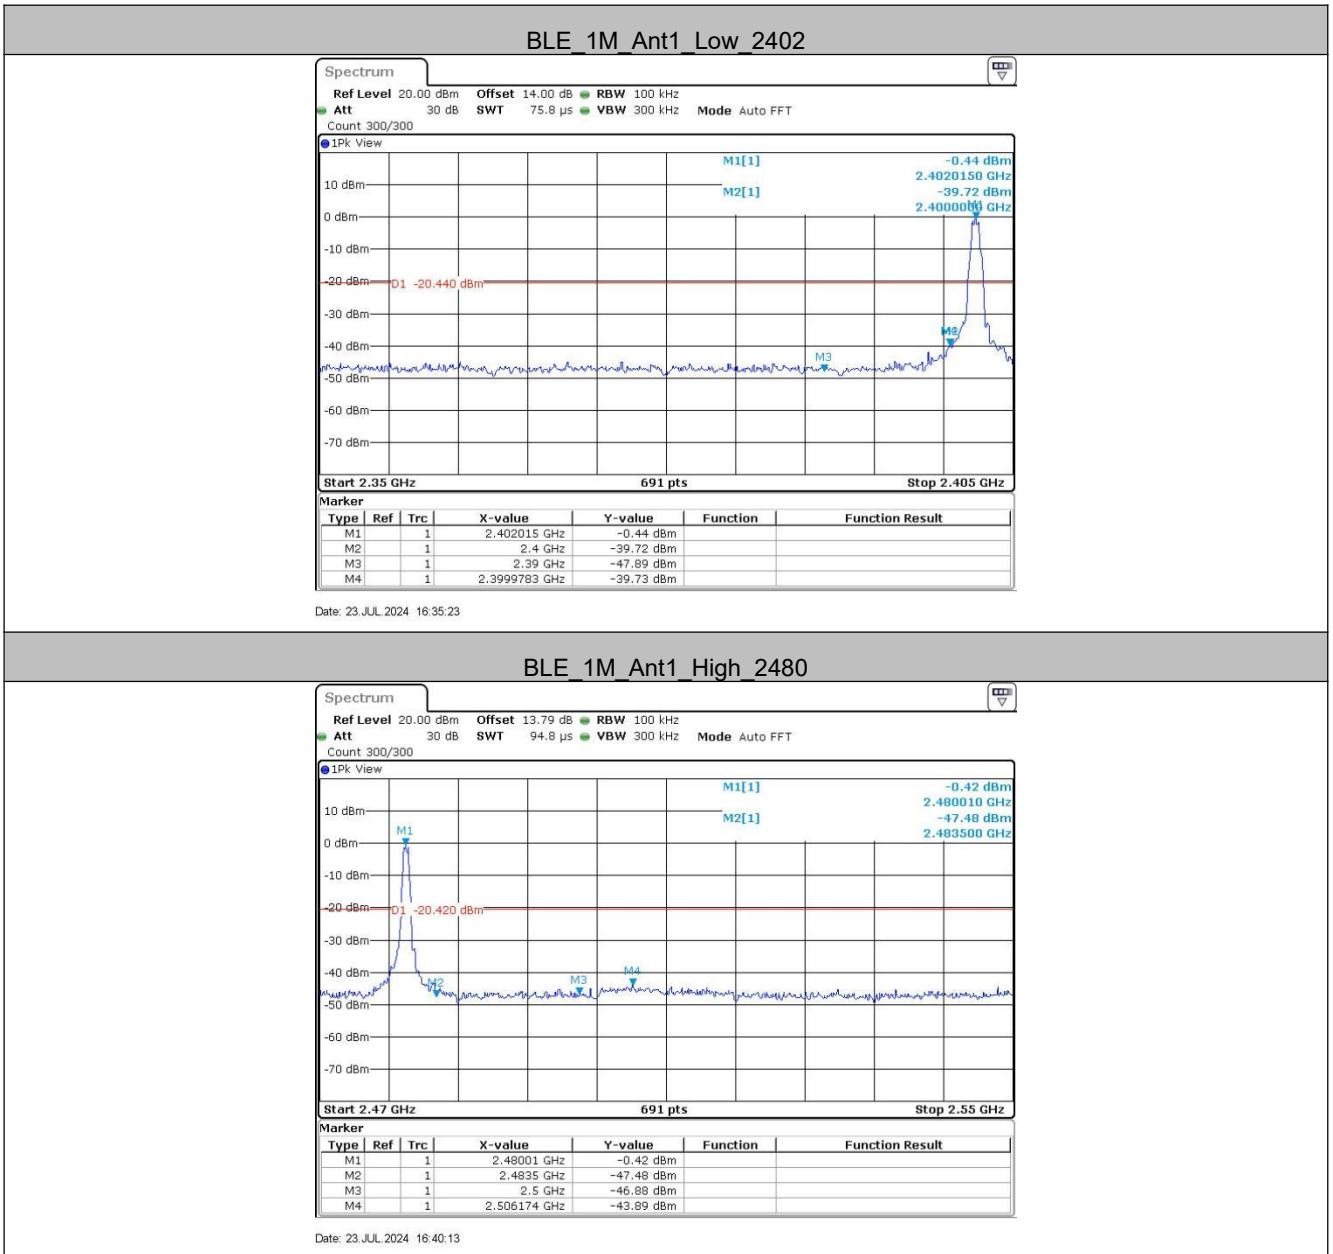 BLE_1M_Ant1_Low_2402
Spectrum
Ref Level 20.00 dBm Offset 14.00 dB RBW 100 kHz
Att 30 dB SWT 75.8 µs VBW 300 kHz Mode Auto FFT
Count 300/300
1Pk View
M1[1] -0.44 dBm
2.4020150 GHz
10 dBm
M2[1] -39.72 dBm
2.4000000 GHz
M1
0 dBm
-10 dBm
-20 dBm
D1 -20.440 dBm
-30 dBm
M2
-40 dBm
M3
-50 dBm
-60 dBm
-70 dBm
Start 2.35 GHz 691 pts Stop 2.405 GHz
Marker
Type Ref Trc X-value Y-value Function Function Result
M1 1 2.402015 GHz -0.44 dBm
M2 1 2.4 GHz -39.72 dBm
M3 1 2.39 GHz -47.89 dBm
M4 1 2.3999783 GHz -39.73 dBm
Date: 23.JUL.2024 16:35:23
BLE_1M_Ant1_High_2480
Spectrum
Ref Level 20.00 dBm Offset 13.79 dB RBW 100 kHz
Att 30 dB SWT 94.8 µs VBW 300 kHz Mode Auto FFT
Count 300/300
1Pk View
M1[1] -0.42 dBm
2.480010 GHz
10 dBm
M2[1] -47.48 dBm
2.483500 GHz
M1
0 dBm
-10 dBm
-20 dBm
D1 -20.420 dBm
-30 dBm
-40 dBm
M2 M3 M4
-50 dBm
-60 dBm
-70 dBm
Start 2.47 GHz 691 pts Stop 2.55 GHz
Marker
Type Ref Trc X-value Y-value Function Function Result
M1 1 2.48001 GHz -0.42 dBm
M2 1 2.4835 GHz -47.48 dBm
M3 1 2.5 GHz -46.88 dBm
M4 1 2.506174 GHz -43.89 dBm
Date: 23.JUL.2024 16:40:13